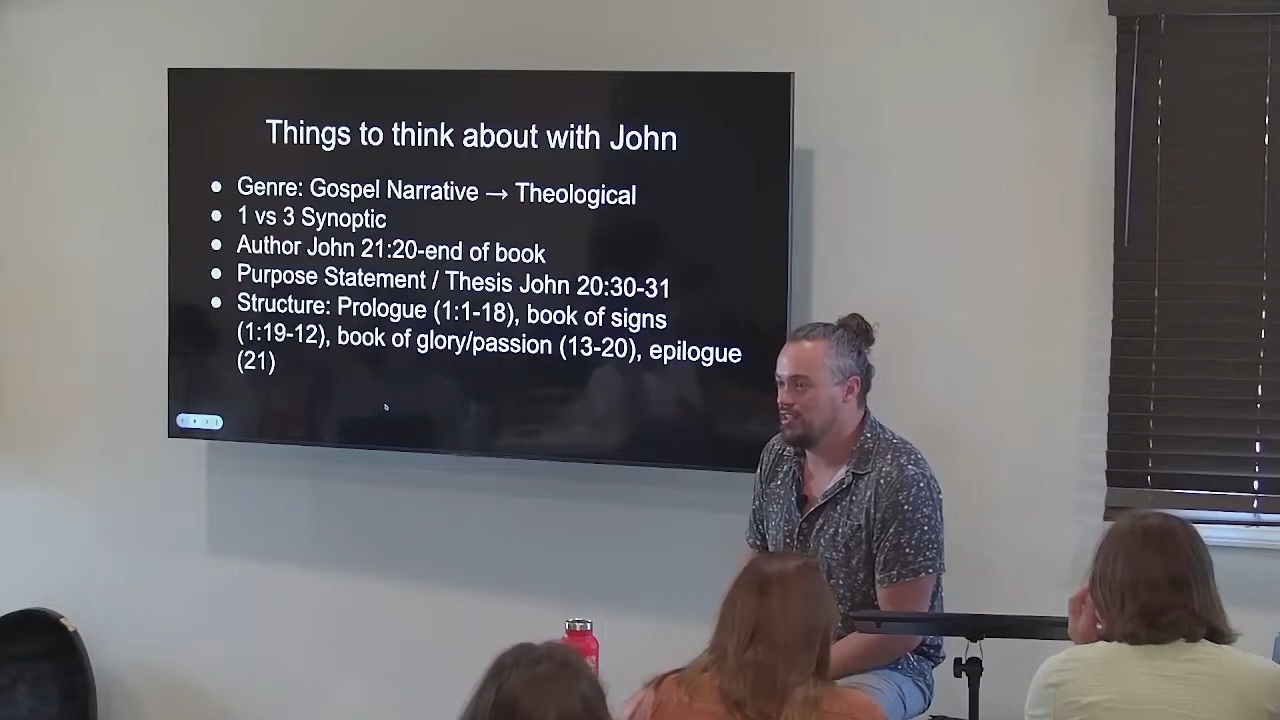 Things to think about with John
● Genre: Gospel Narrative → Theological
● 1 vs 3 Synoptic
● Author John 21:20-end of book
● Purpose Statement / Thesis John 20:30-31
● Structure: Prologue (1:1-18), book of signs
(1:19-12), book of glory/passion (13-20), epilogue
(21)